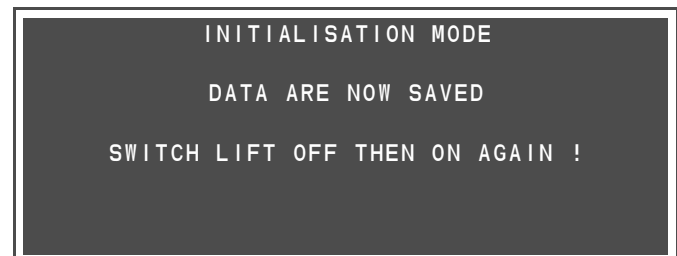 INITIALISATION MODE
DATA ARE NOW SAVED
SWITCH LIFT OFF THEN ON AGAIN !